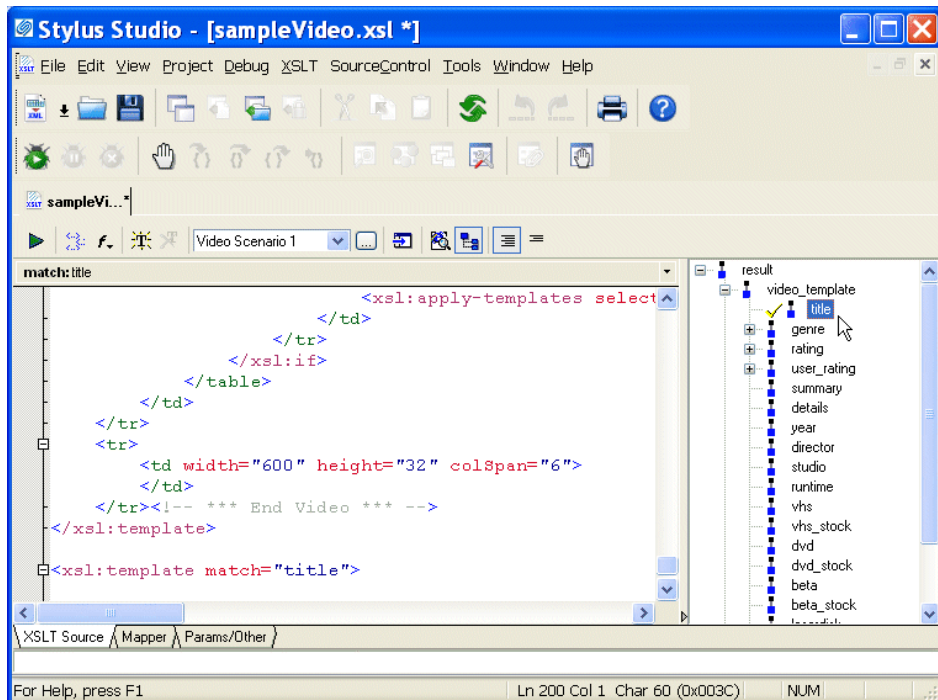 Stylus Studio - [sampleVideo.xsl *]
File Edit View Project Debug XSLT SourceControl Tools Window Help
sampleVi...*
Video Scenario 1
match: title
<xsl:apply-templates select
</td>
</tr>
</xsl:if>
</table>
</td>
</tr>
<tr>
<td width="600" height="32" colSpan="6">
</td>
</tr><!-- *** End Video *** -->
</xsl:template>
<xsl:template match="title">
result
video_template
title
genre
rating
user_rating
summary
details
year
director
studio
runtime
vhs
vhs_stock
dvd
dvd_stock
beta
beta_stock
XSLT Source Mapper Params/Other
For Help, press F1 Ln 200 Col 1 Char 60 (0x003C) NUM